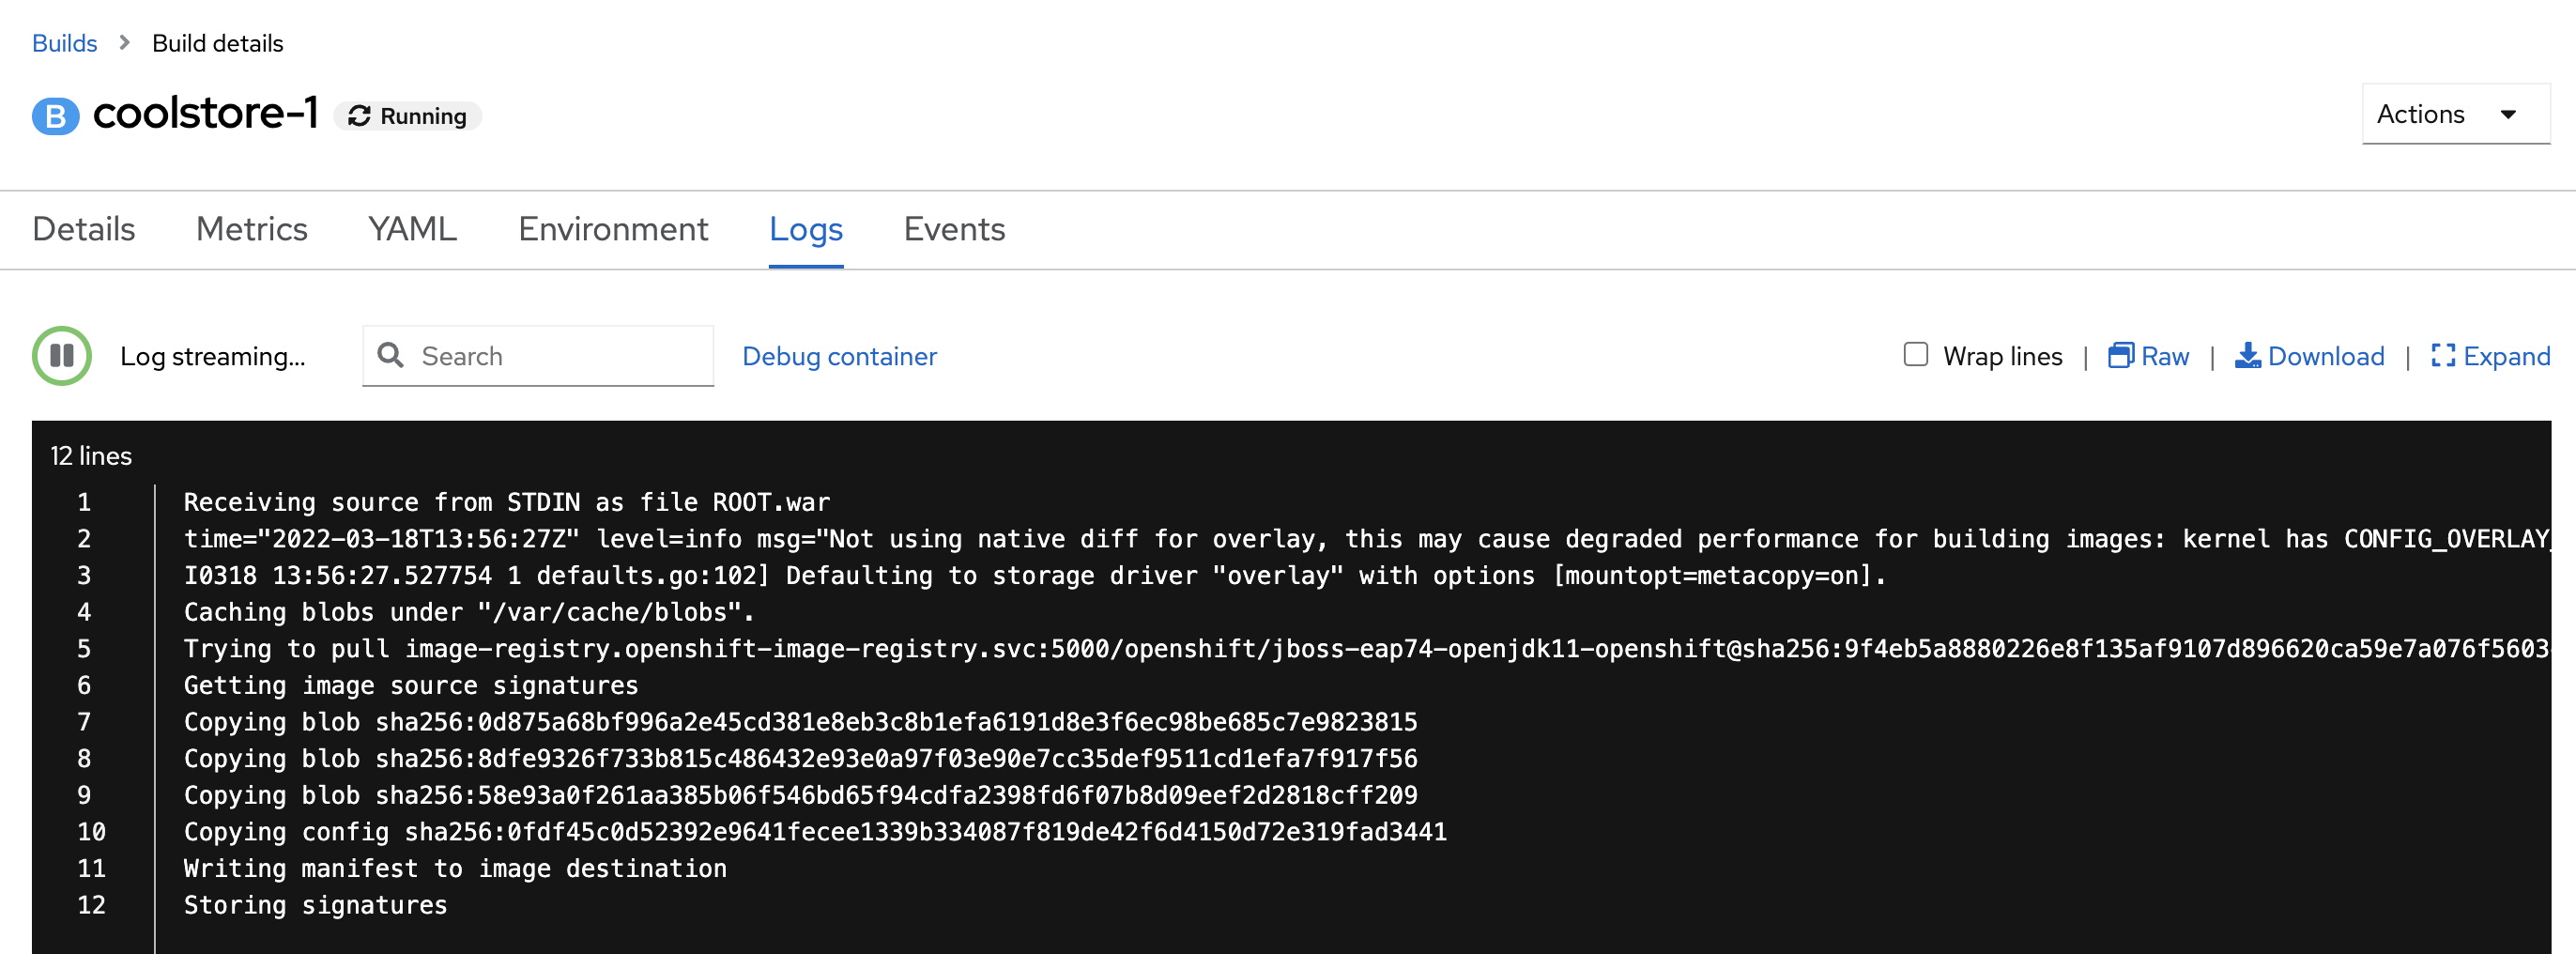 Builds > Build details
B coolstore-1 Running
Actions
Details Metrics YAML Environment Logs Events
Log streaming... Search Debug container Wrap lines | Raw | Download | Expand
12 lines
1 Receiving source from STDIN as file ROOT.war
2 time="2022-03-18T13:56:27Z" level=info msg="Not using native diff for overlay, this may cause degraded performance for building images: kernel has CONFIG_OVERLAY_
3 I0318 13:56:27.527754 1 defaults.go:102] Defaulting to storage driver "overlay" with options [mountopt=metacopy=on].
4 Caching blobs under "/var/cache/blobs".
5 Trying to pull image-registry.openshift-image-registry.svc:5000/openshift/jboss-eap74-openjdk11-openshift@sha256:9f4eb5a8880226e8f135af9107d896620ca59e7a076f5603
6 Getting image source signatures
7 Copying blob sha256:0d875a68bf996a2e45cd381e8eb3c8b1efa6191d8e3f6ec98be685c7e9823815
8 Copying blob sha256:8dfe9326f733b815c486432e93e0a97f03e90e7cc35def9511cd1efa7f917f56
9 Copying blob sha256:58e93a0f261aa385b06f546bd65f94cdfa2398fd6f07b8d09eef2d2818cff209
10 Copying config sha256:0fdf45c0d52392e9641fecee1339b334087f819de42f6d4150d72e319fad3441
11 Writing manifest to image destination
12 Storing signatures